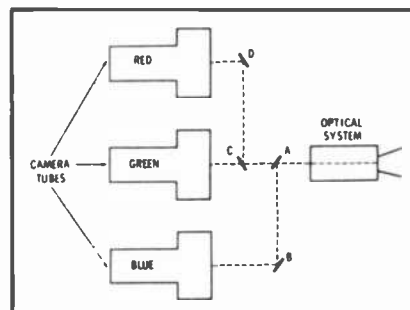 RED
D
OPTICAL
SYSTEM
C
A
GREEN
CAMERA
TUBES
B
BLUE